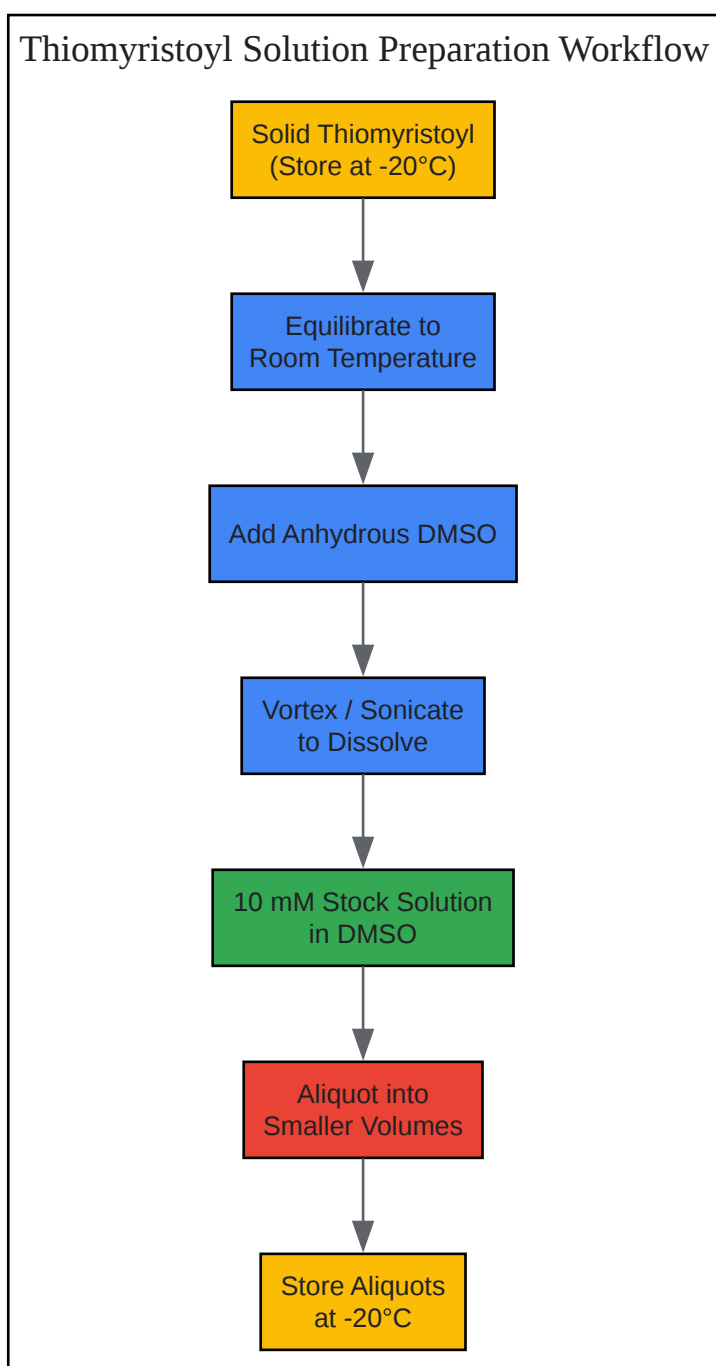 Thiomyristoyl Solution Preparation Workflow
Solid Thiomyristoyl
(Store at -20°C)
Equilibrate to
Room Temperature
Add Anhydrous DMSO
Vortex / Sonicate
to Dissolve
10 mM Stock Solution
in DMSO
Aliquot into
Smaller Volumes
Store Aliquots
at -20°C